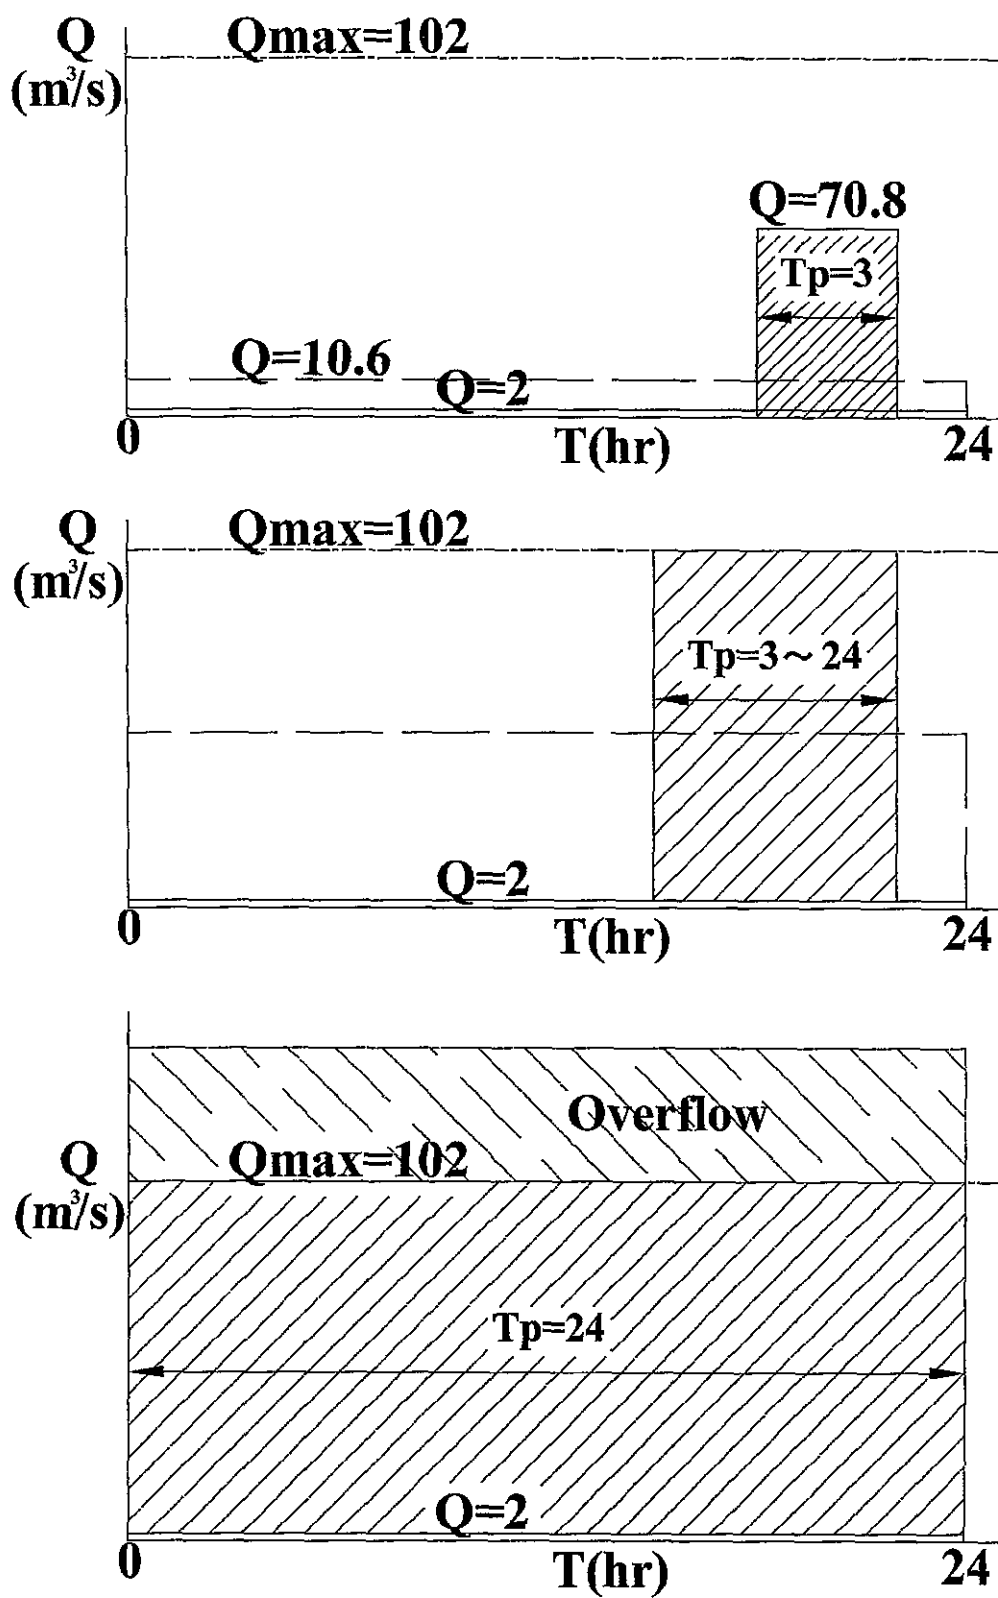 Q
(m³/s)
Qmax=102
Q=70.8
Tp=3
Q=10.6
Q=2
0
T(hr)
24
Q
(m³/s)
Qmax=102
Tp=3~24
Q=2
0
T(hr)
24
Overflow
Q
(m³/s)
Qmax=102
Tp=24
Q=2
0
T(hr)
24